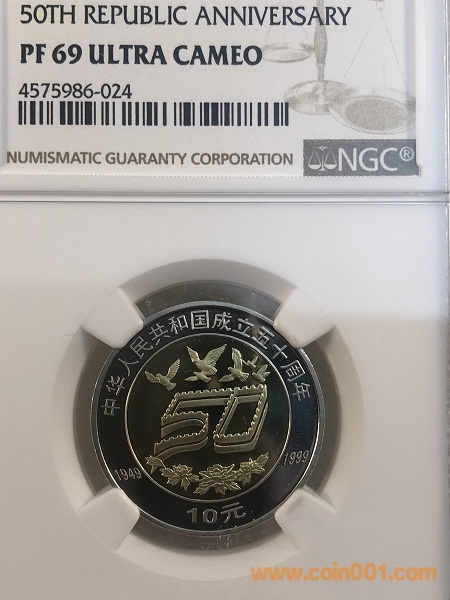 50TH REPUBLIC ANNIVERSARY
PF 69 ULTRA CAMEO
4575986-024
NUMISMATIC GUARANTY CORPORATION
NGC®
中华人民共和国成立五十周年
50
1949
1999
10元
www.coin001.com